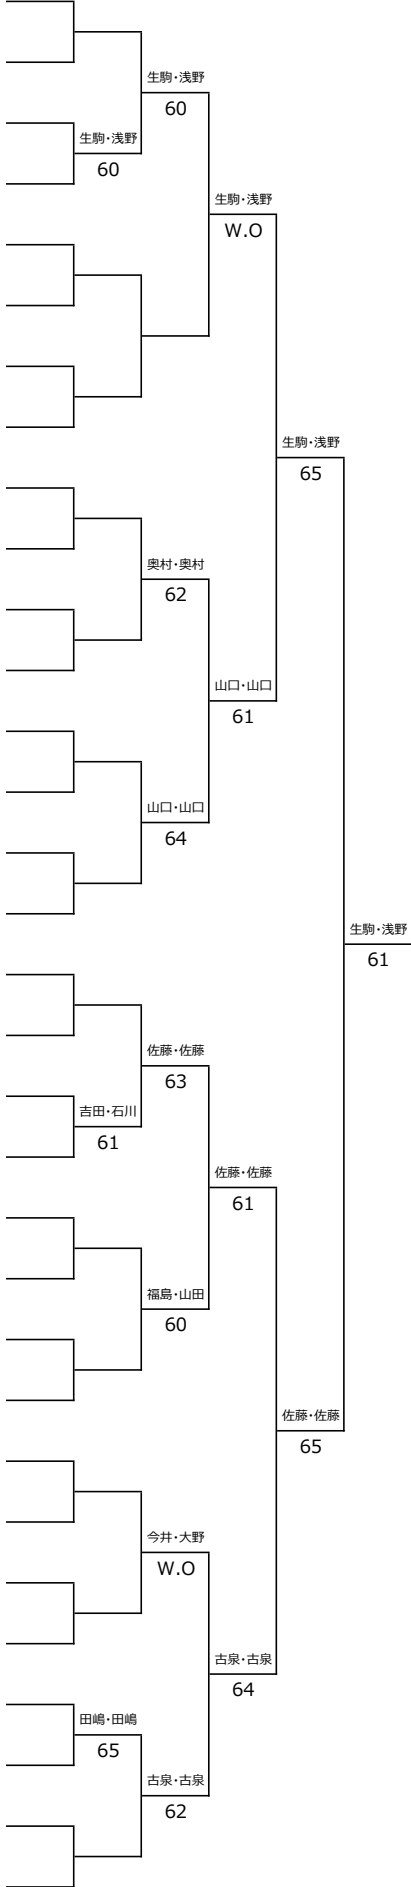 生駒・浅野
60
生駒・浅野
60
生駒・浅野
W.O
生駒・浅野
65
奥村・奥村
62
山口・山口
61
山口・山口
64
生駒・浅野
61
佐藤・佐藤
63
吉田・石川
61
佐藤・佐藤
61
福島・山田
60
佐藤・佐藤
65
今井・大野
W.O
古泉・古泉
64
田嶋・田嶋
65
古泉・古泉
62